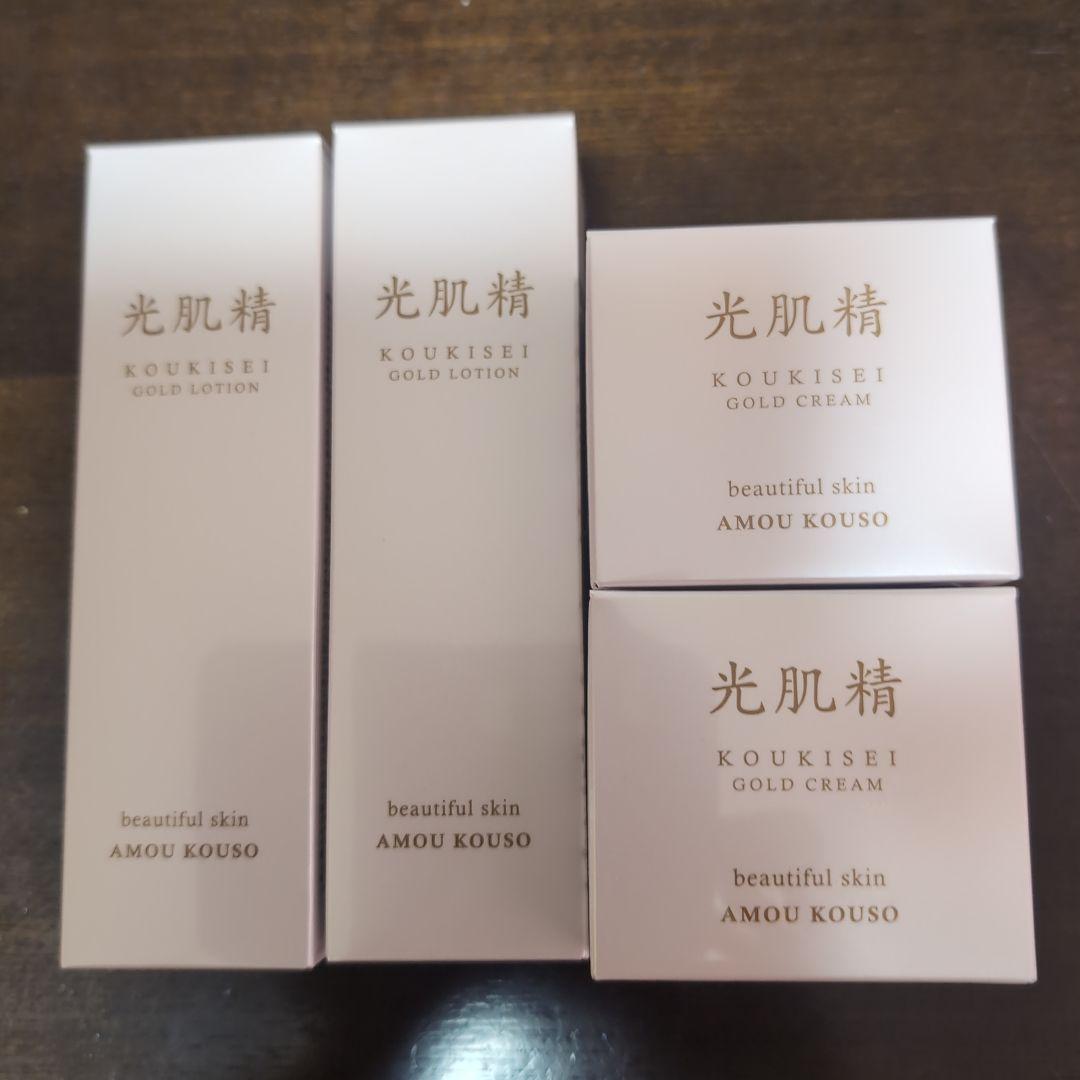 光肌精
KOUKISEI
GOLD LOTION
beautiful skin
AMOU KOUSO
光肌精
KOUKISEI
GOLD LOTION
beautiful skin
AMOU KOUSO
光肌精
KOUKISEI
GOLD CREAM
beautiful skin
AMOU KOUSO
光肌精
KOUKISEI
GOLD CREAM
beautiful skin
AMOU KOUSO